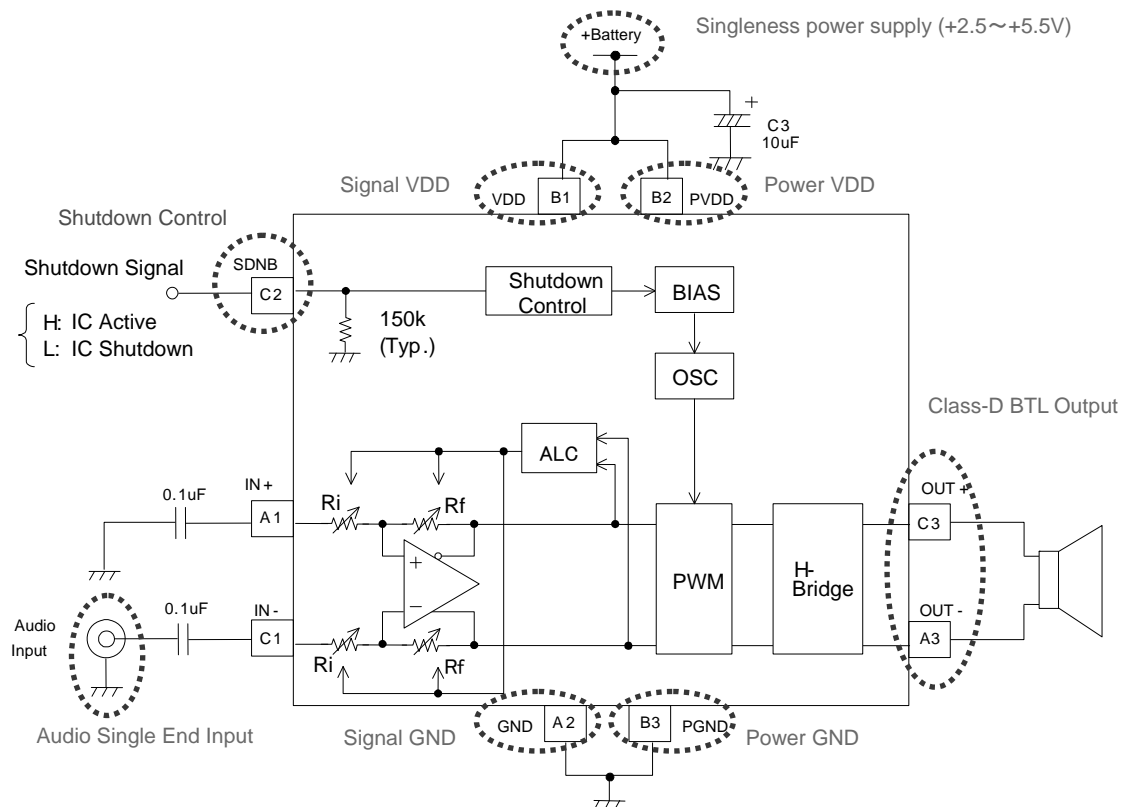 Singleness power supply (+2.5～+5.5V)
+Battery
+
C3
10uF
Signal VDD
VDD
B1
B2
PVDD
Power VDD
Shutdown Control
Shutdown Signal
SDNB
C2
H: IC Active
L: IC Shutdown
150k
(Typ.)
Shutdown
Control
BIAS
OSC
Class-D BTL Output
ALC
0.1uF
IN+
A1
Ri
Rf
+
−
PWM
H-
Bridge
OUT +
C3
OUT -
A3
Audio
Input
0.1uF
IN-
C1
Ri
Rf
Audio Single End Input
Signal GND
GND
A2
B3
PGND
Power GND